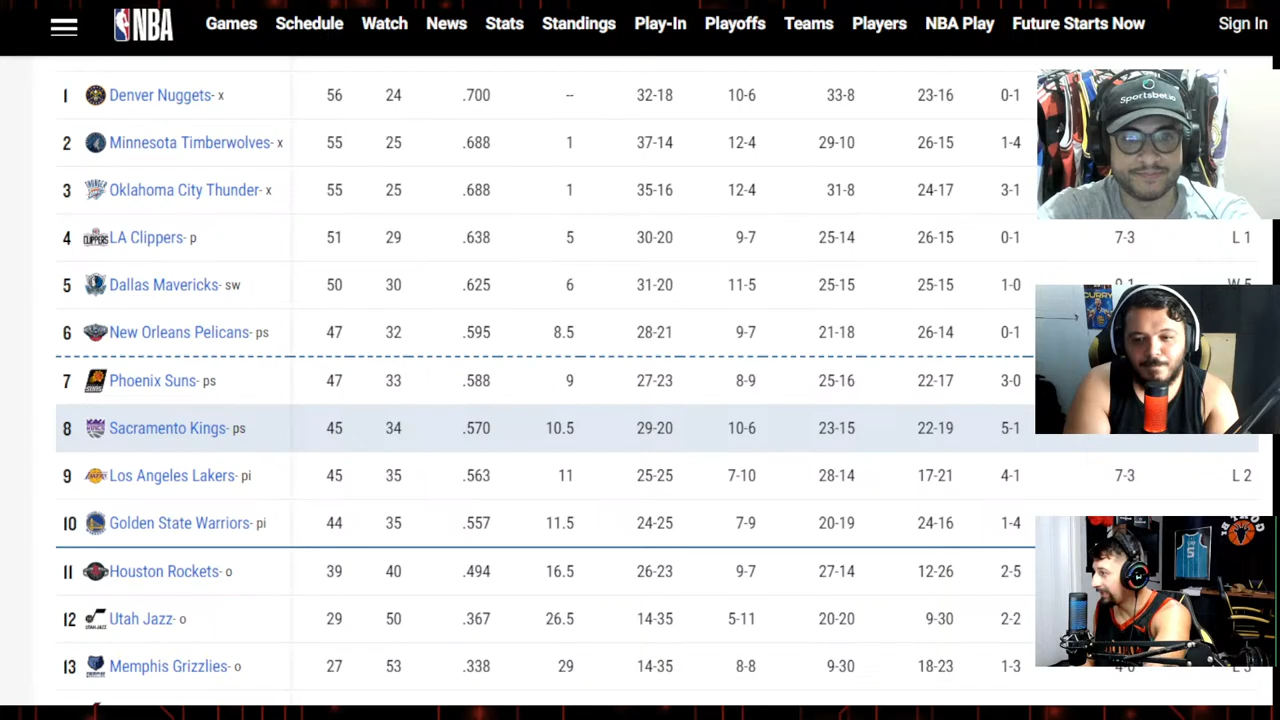 NBA Games Schedule Watch News Stats Standings Play-In Playoffs Teams Players NBA Play Future Starts Now Sign In
1 Denver Nuggets- x 56 24 .700 -- 32-18 10-6 33-8 23-16 0-1
Sportsbet.io
2 Minnesota Timberwolves- x 55 25 .688 1 37-14 12-4 29-10 26-15 1-4
3 THUNDER Oklahoma City Thunder- x 55 25 .688 1 35-16 12-4 31-8 24-17 3-1
4 CLIPPERS LA Clippers- p 51 29 .638 5 30-20 9-7 25-14 26-15 0-1 7-3 L 1
5 Dallas Mavericks- sw 50 30 .625 6 31-20 11-5 25-15 25-15 1-0 9-1 W 5
CURRY
6 New Orleans Pelicans- ps 47 32 .595 8.5 28-21 9-7 21-18 26-14 0-1
7 SUNS Phoenix Suns- ps 47 33 .588 9 27-23 8-9 25-16 22-17 3-0
8 KINGS Sacramento Kings- ps 45 34 .570 10.5 29-20 10-6 23-15 22-19 5-1
9 Los Angeles Lakers- pi 45 35 .563 11 25-25 7-10 28-14 17-21 4-1 7-3 L 2
10 Golden State Warriors- pi 44 35 .557 11.5 24-25 7-9 20-19 24-16 1-4
5
11 Houston Rockets- o 39 40 .494 16.5 26-23 9-7 27-14 12-26 2-5
12 UTAH JAZZ Utah Jazz- o 29 50 .367 26.5 14-35 5-11 20-20 9-30 2-2
13 Memphis Grizzlies- o 27 53 .338 29 14-35 8-8 9-30 18-23 1-3